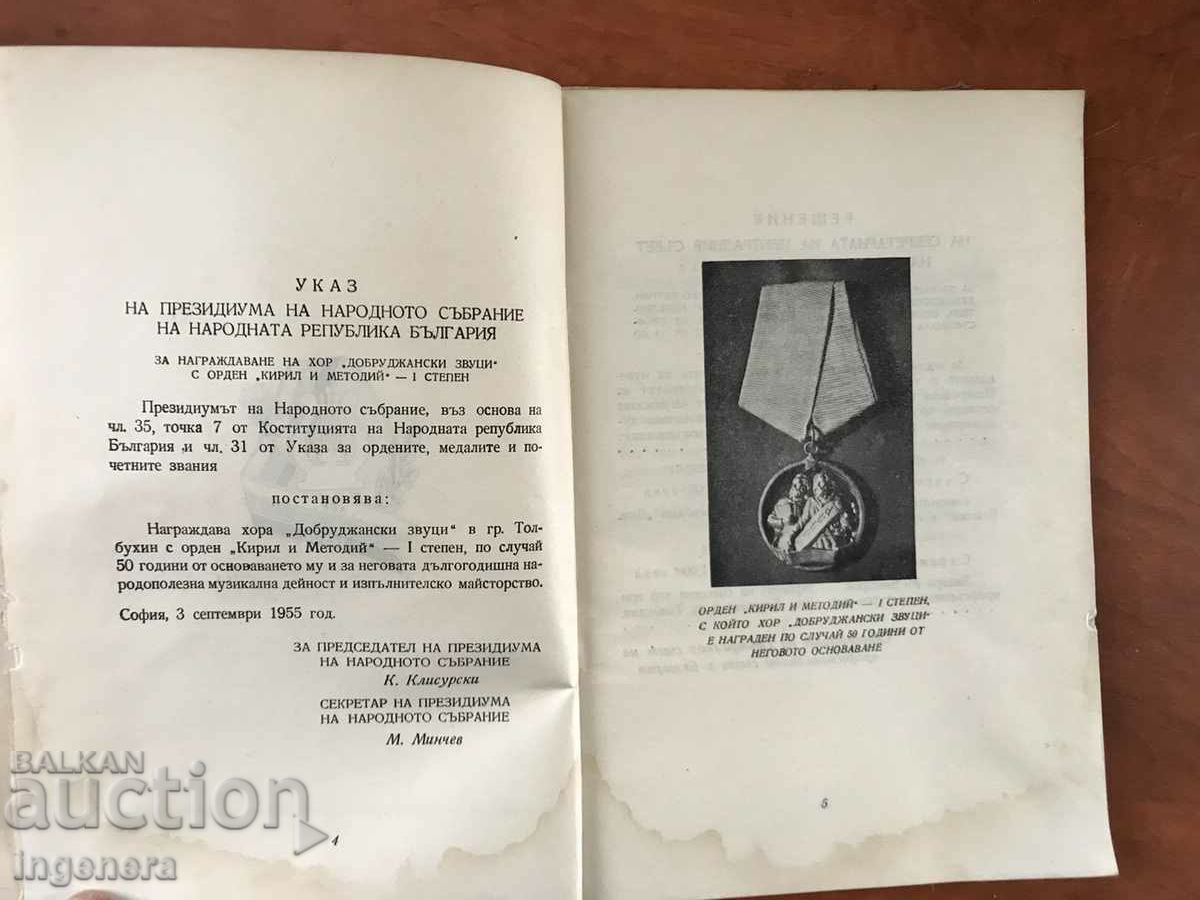 УКАЗ
НА ПРЕЗИДИУМА НА НАРОДНОТО СЪБРАНИЕ
НА НАРОДНАТА РЕПУБЛИКА БЪЛГАРИЯ
ЗА НАГРАЖДАВАНЕ НА ХОР „ДОБРУДЖАНСКИ ЗВУЦИ“
С ОРДЕН „КИРИЛ И МЕТОДИЙ“ — I СТЕПЕН
Президиумът на Народното събрание, въз основа на
чл. 35, точка 7 от Коституцията на Народната република
България и чл. 31 от Указа за ордените, медалите и по-
четните звания
постановява:
Награждава хора „Добруджански звуци“ в гр. Тол-
бухин с орден „Кирил и Методий“ — I степен, по случай
50 години от основаването му и за неговата дългогодишна на-
родополезна музикална дейност и изпълнителско майсторство.
София, 3 септември 1955 год.
ЗА ПРЕДСЕДАТЕЛ НА ПРЕЗИДИУМА
НА НАРОДНОТО СЪБРАНИЕ
К. Клисурски
СЕКРЕТАР НА ПРЕЗИДИУМА
НА НАРОДНОТО СЪБРАНИЕ
М. Минчев
4
ОРДЕН „КИРИЛ И МЕТОДИЙ“ — I СТЕПЕН,
С КОЙТО ХОР „ДОБРУДЖАНСКИ ЗВУЦИ“
Е НАГРАДЕН ПО СЛУЧАЙ 50 ГОДИНИ ОТ
НЕГОВОТО ОСНОВАВАНЕ
5
BALKAN
auction
ingenera